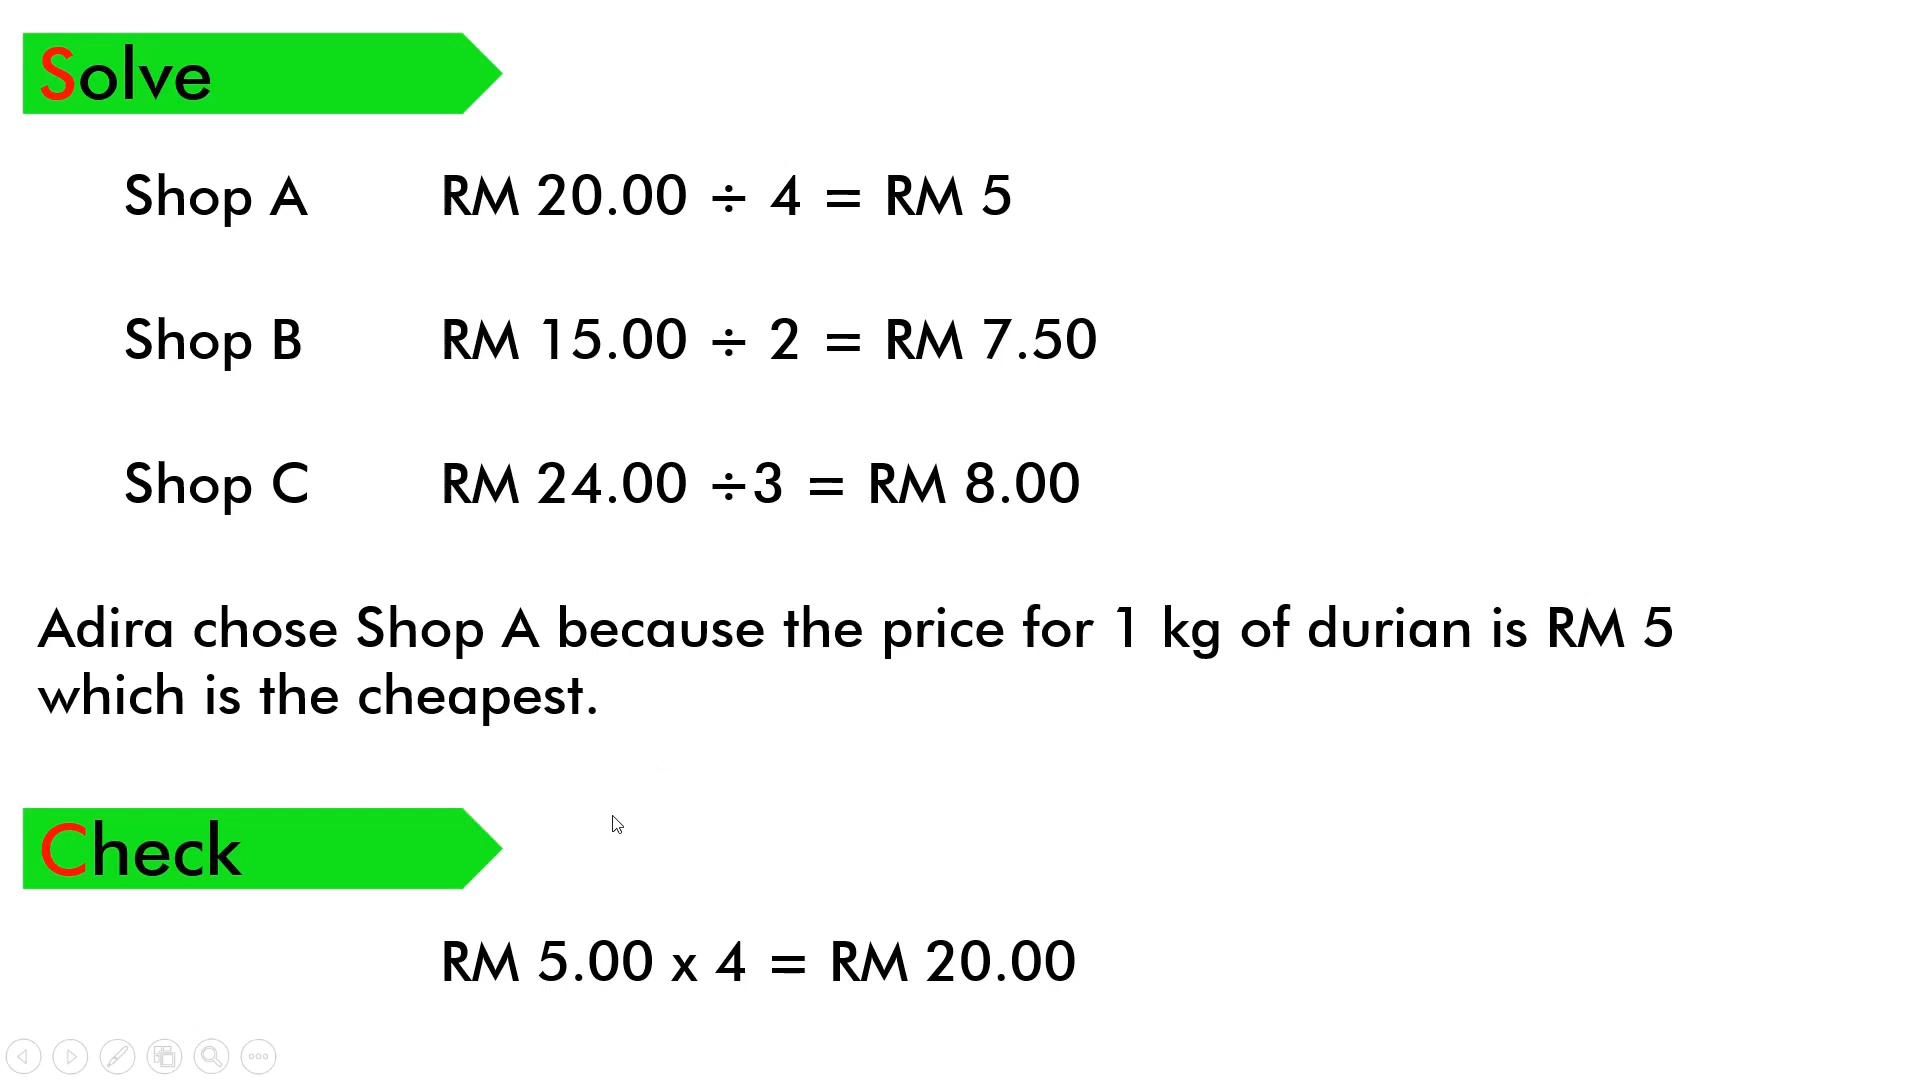 Solve
Shop A RM 20.00 ÷ 4 = RM 5
Shop B RM 15.00 ÷ 2 = RM 7.50
Shop C RM 24.00 ÷3 = RM 8.00
Adira chose Shop A because the price for 1 kg of durian is RM 5
which is the cheapest.
Check
RM 5.00 x 4 = RM 20.00